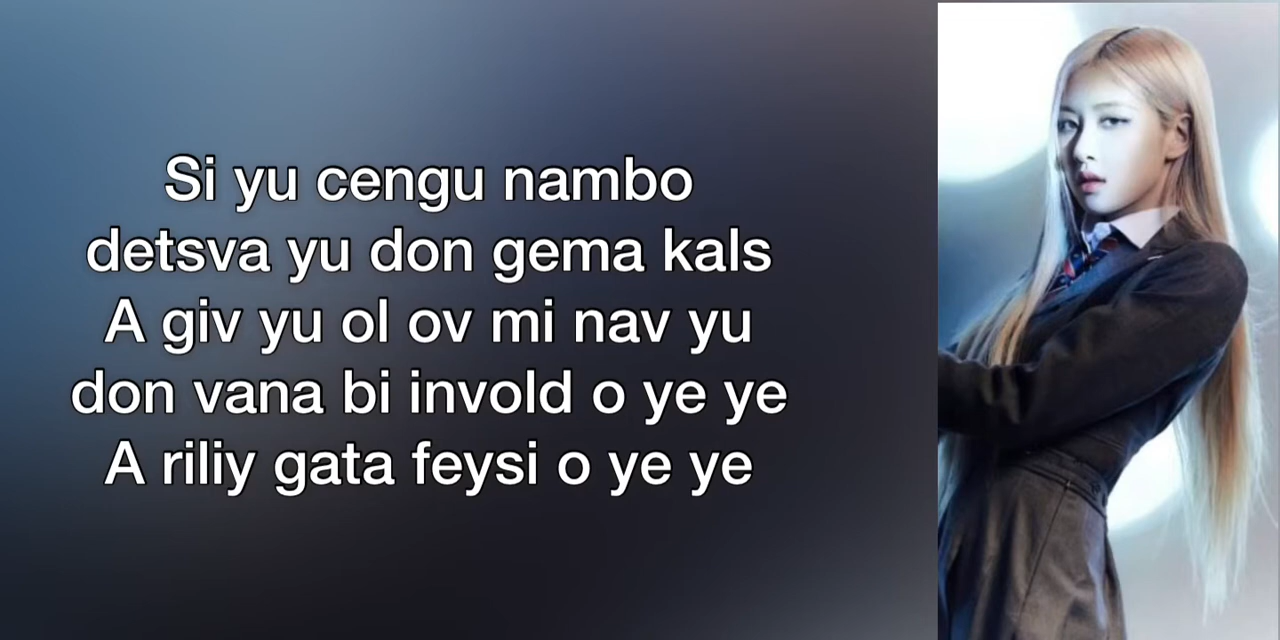 Si yu cengu nambo
detsva yu don gema kals
A giv yu ol ov mi nav yu
don vana bi invold o ye ye
A riliy gata feysi o ye ye